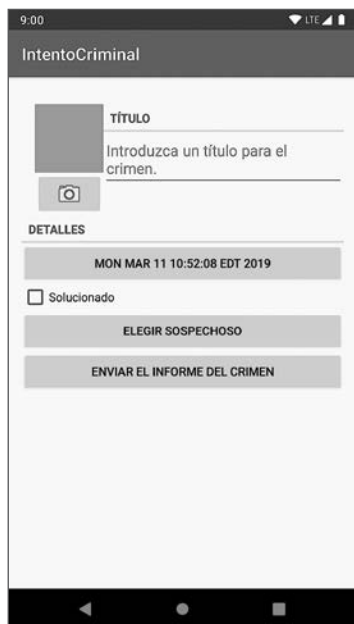 9:00 LTE
IntentoCriminal
TÍTULO
Introduzca un título para el
crimen.
DETALLES
MON MAR 11 10:52:08 EDT 2019
Solucionado
ELEGIR SOSPECHOSO
ENVIAR EL INFORME DEL CRIMEN